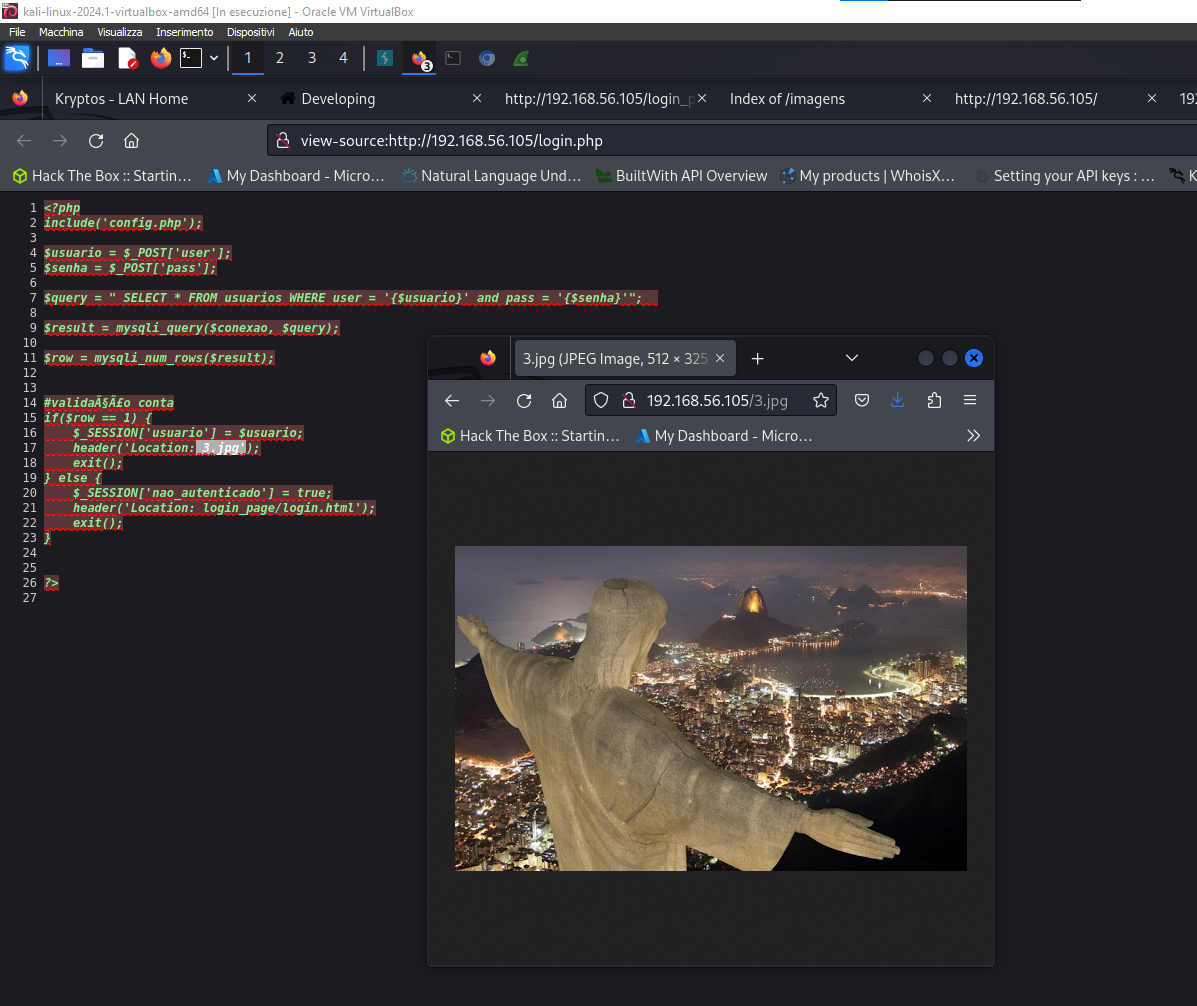 kali-linux-2024.1-virtualbox-amd64 [In esecuzione] - Oracle VM VirtualBox
File Macchina Visualizza Inserimento Dispositivi Aiuto
1 2 3 4 3
Kryptos - LAN Home Developing http://192.168.56.105/login_p Index of /imagens http://192.168.56.105/ 192
view-source:http://192.168.56.105/login.php
Hack The Box :: Startin… My Dashboard - Micro… Natural Language Und… BuiltWith API Overview My products | WhoisX… Setting your API keys : … K
1 <?php
2 include('config.php');
3
4 $usuario = $_POST['user'];
5 $senha = $_POST['pass'];
6
7 $query = " SELECT * FROM usuarios WHERE user = '{$usuario}' and pass = '{$senha}'";
8
9 $result = mysqli_query($conexao, $query);
10
11 $row = mysqli_num_rows($result);
12
13
14 #validaÃ§Ã£o conta
15 if($row == 1) {
16     $_SESSION['usuario'] = $usuario;
17     header('Location: 3.jpg');
18     exit();
19 } else {
20     $_SESSION['nao_autenticado'] = true;
21     header('Location: login_page/login.html');
22     exit();
23 }
24
25
26 ?>
27
3.jpg (JPEG Image, 512 × 325
192.168.56.105/3.jpg
Hack The Box :: Startin… My Dashboard - Micro…